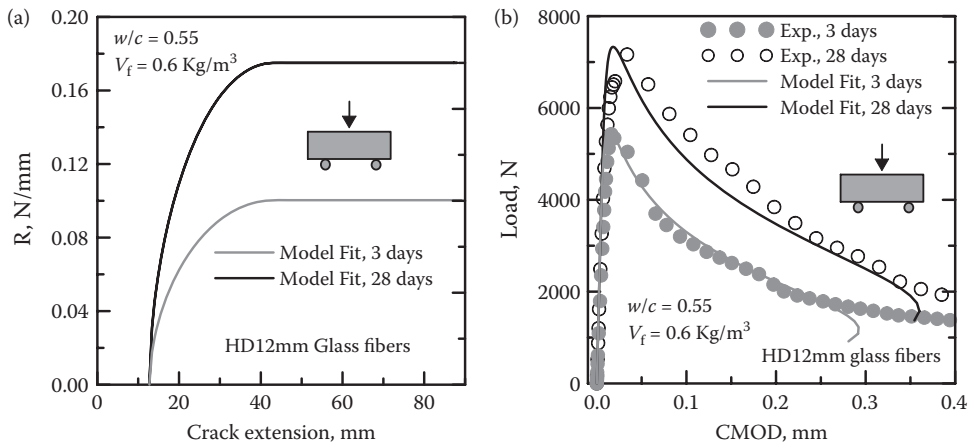 (a)
0.20
0.16
0.12
0.08
0.04
0.00
R, N/mm
w/c = 0.55
V_f = 0.6 Kg/m³
Model Fit, 3 days
Model Fit, 28 days
HD12mm Glass fibers
0 20 40 60 80
Crack extension, mm
(b)
8000
6000
4000
2000
0
Load, N
Exp., 3 days
Exp., 28 days
Model Fit, 3 days
Model Fit, 28 days
w/c = 0.55
V_f = 0.6 Kg/m³
HD12mm glass fibers
0.0 0.1 0.2 0.3 0.4
CMOD, mm